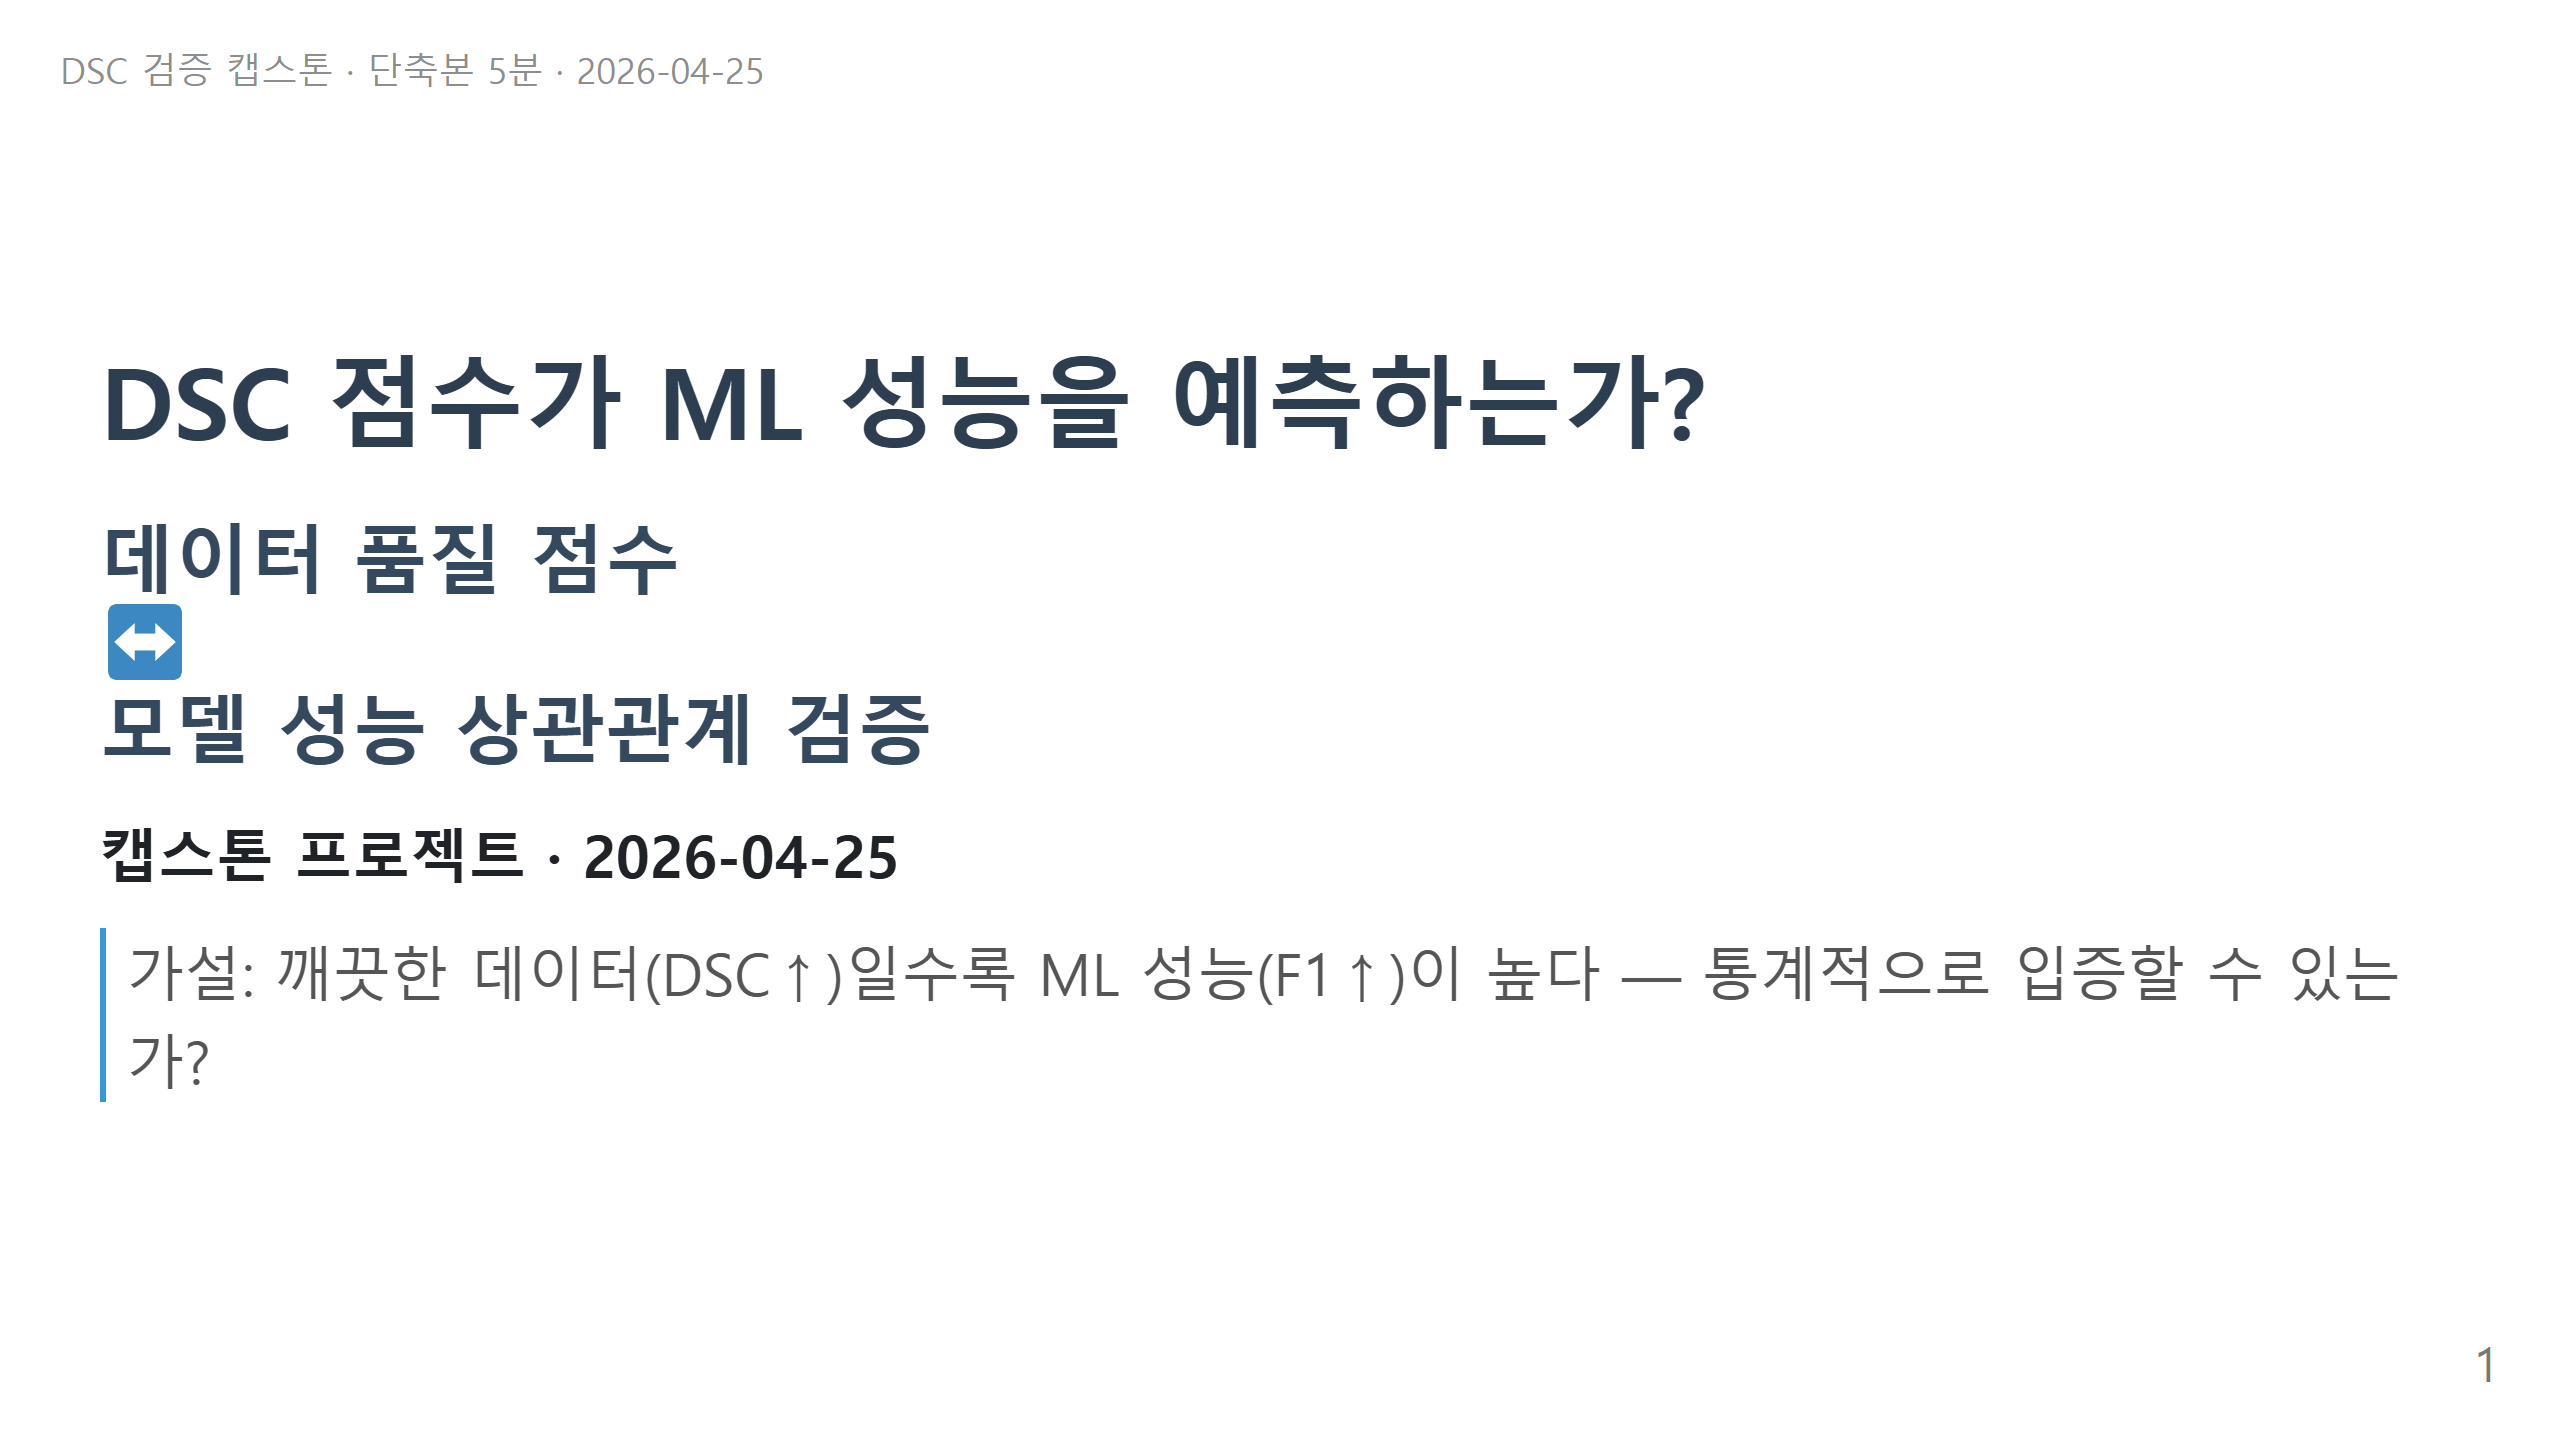 DSC 검증 캡스톤 · 단축본 5분 · 2026-04-25
DSC 점수가 ML 성능을 예측하는가?
데이터 품질 점수
↔️
모델 성능 상관관계 검증
캡스톤 프로젝트 · 2026-04-25
가설: 깨끗한 데이터(DSC↑)일수록 ML 성능(F1↑)이 높다 — 통계적으로 입증할 수 있는
가?
1